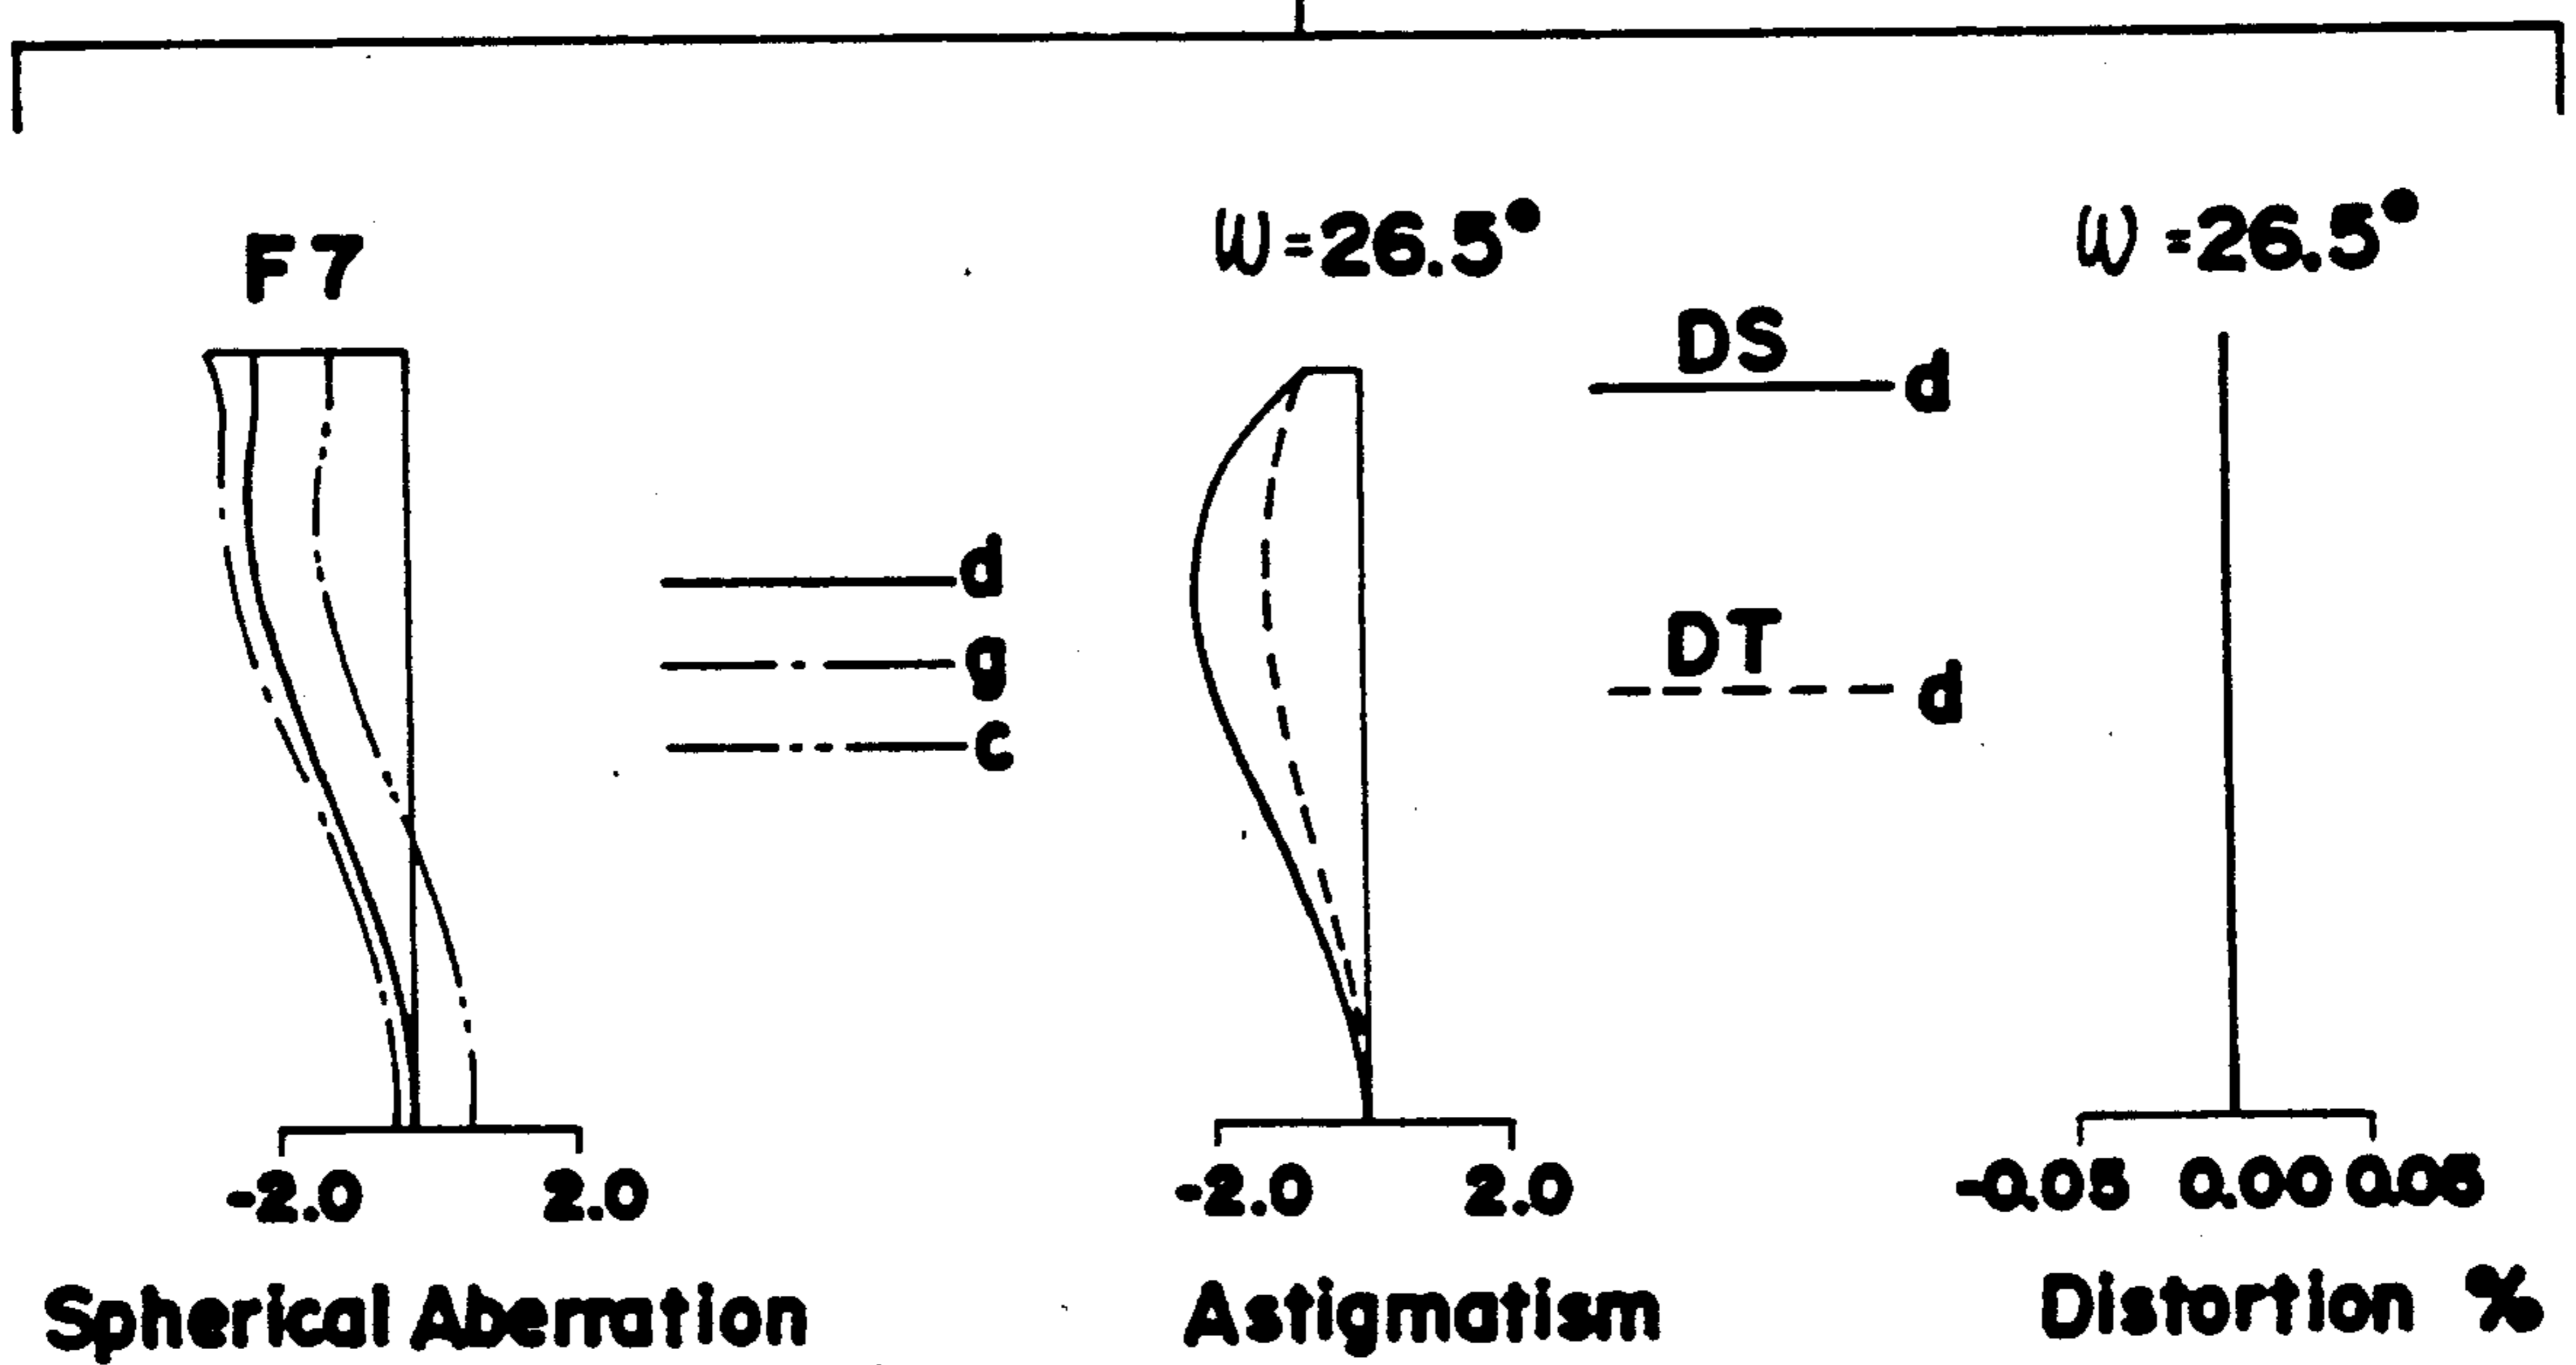 F7
W=26.5°
W=26.5°
DS
d
d
g
c
DT
d
-2.0 2.0
-2.0 2.0
-0.05 0.00 0.05
Spherical Aberration
Astigmatism
Distortion %